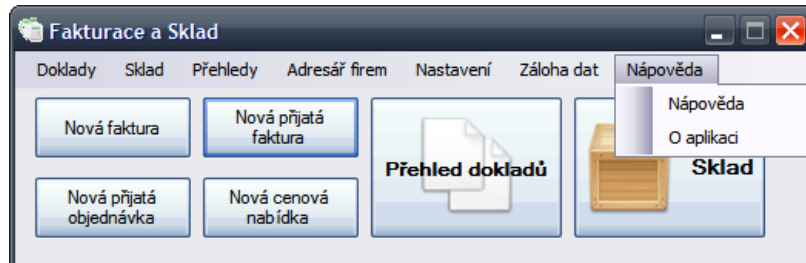 Fakturace a Sklad
Doklady Sklad Přehledy Adresář firem Nastavení Záloha dat Nápověda
Nápověda
O aplikaci
Nová faktura
Nová přijatá
faktura
Přehled dokladů
Sklad
Nová přijatá
objednávka
Nová cenová
nabídka